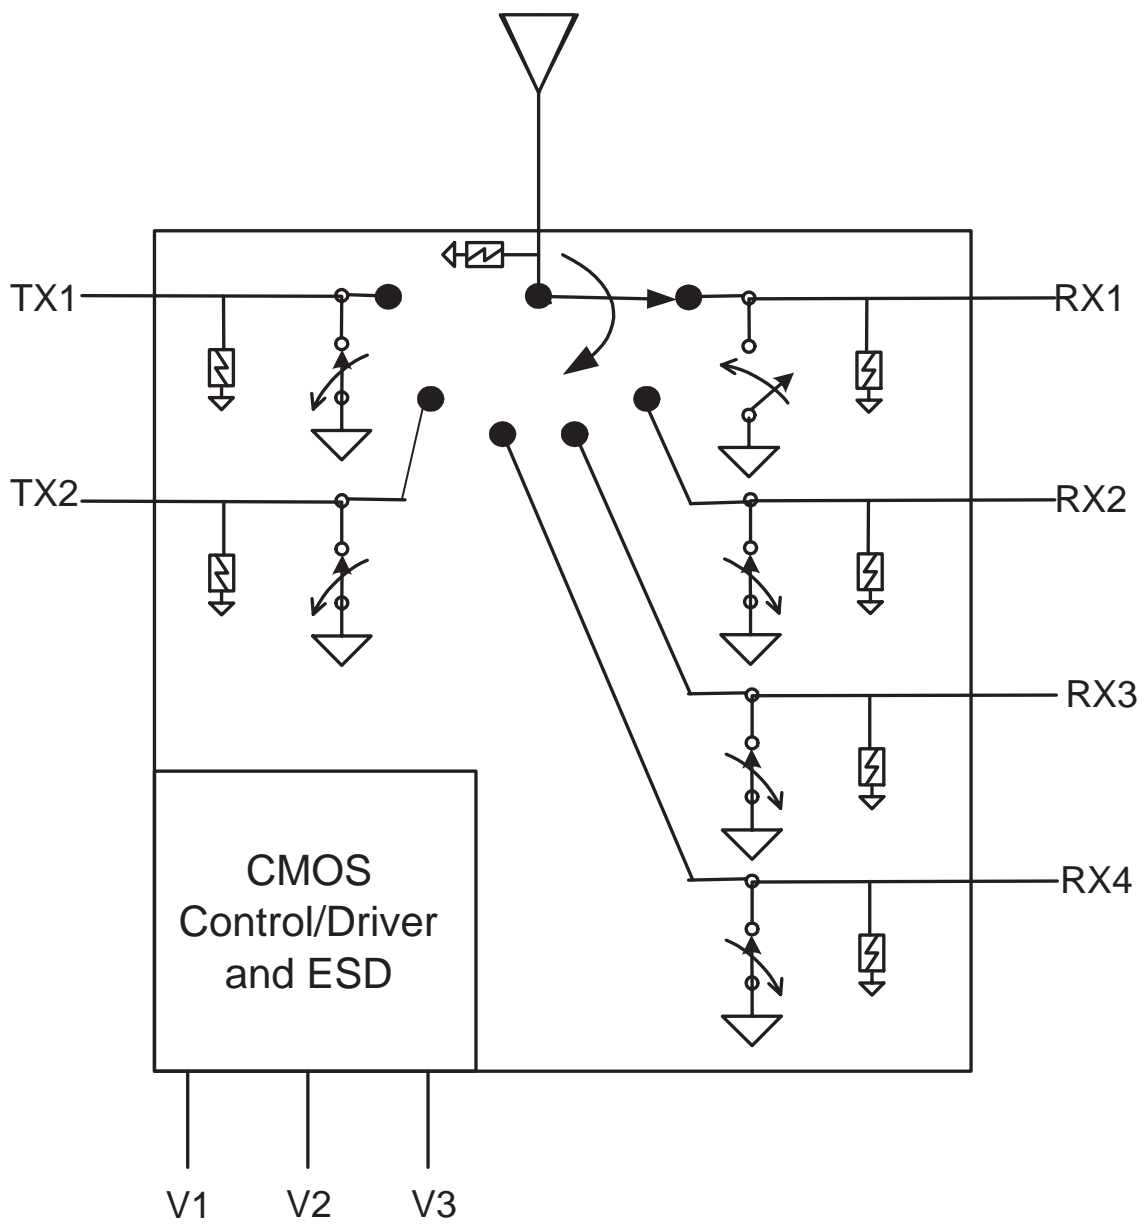 TX1
RX1
TX2
RX2
RX3
CMOS
Control/Driver
and ESD
RX4
V1
V2
V3